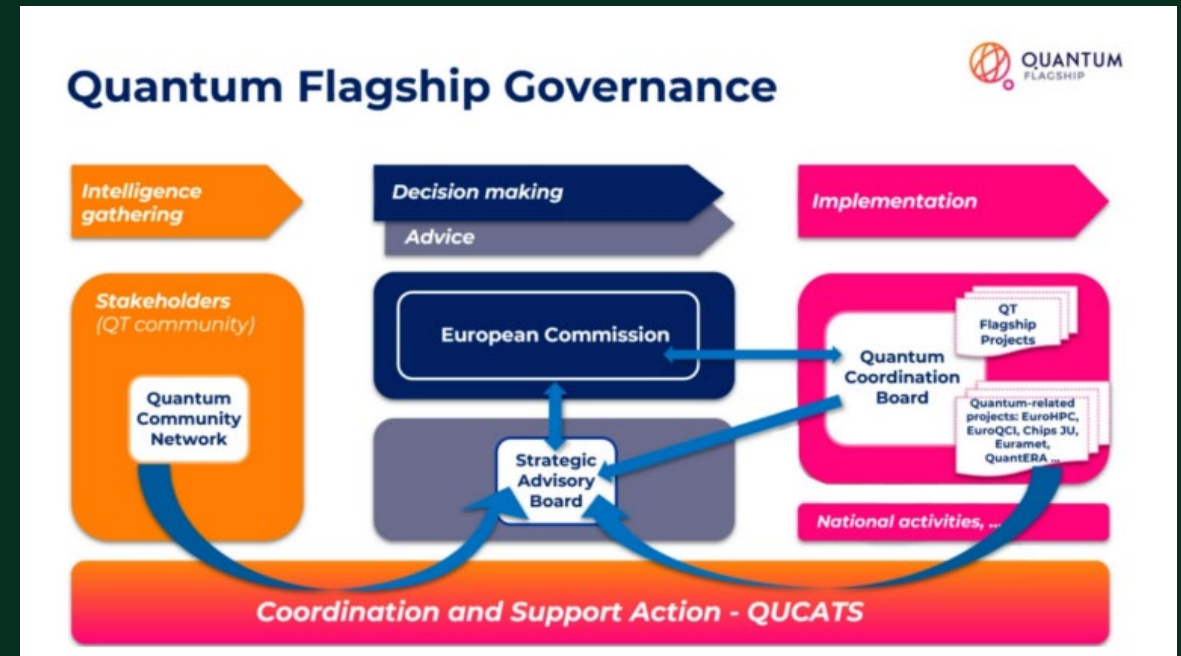 Quantum Flagship Governance
QUANTUM
FLAGSHIP
Intelligence
gathering
Decision making
Advice
Implementation
Stakeholders
(QT community)
Quantum
Community
Network
European Commission
Strategic
Advisory
Board
Quantum
Coordination
Board
QT
Flagship
Projects
Quantum-related
projects: EuroHPC,
EuroQCI, Chips JU,
Euramet,
QuantERA ...
National activities, ...
Coordination and Support Action - QUCATS